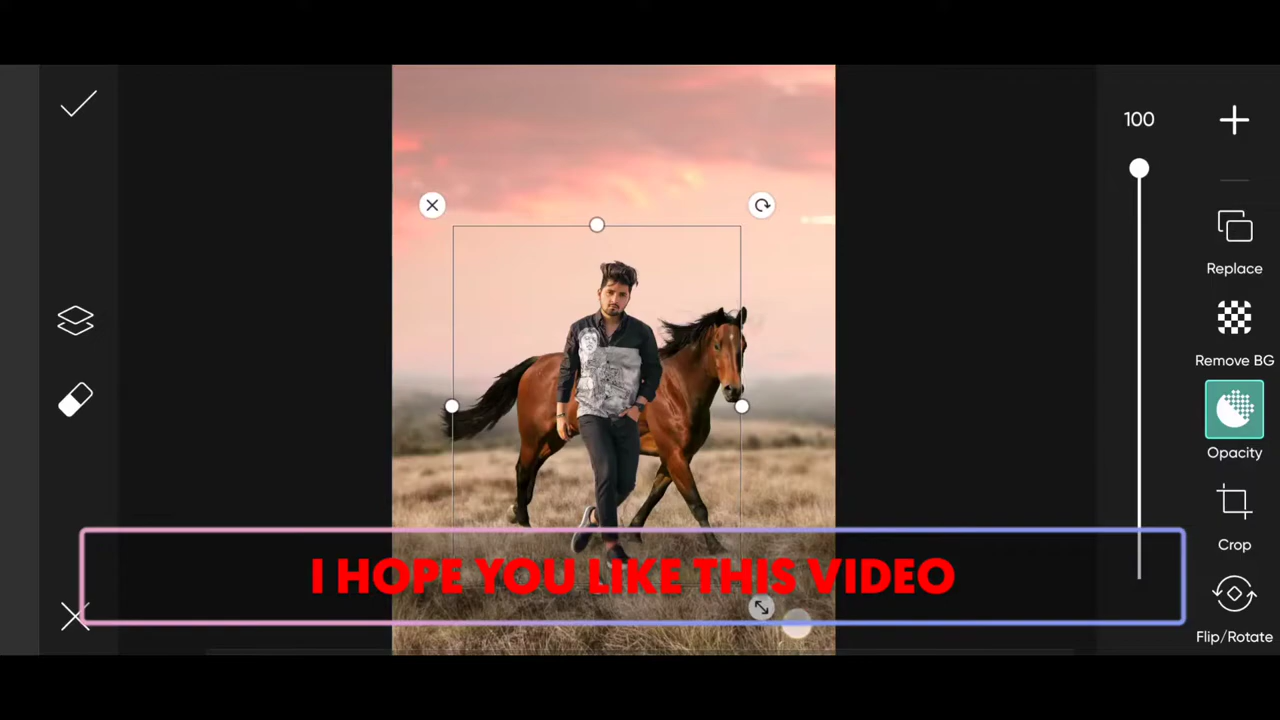 100
Replace
Remove BG
Opacity
Crop
I HOPE YOU LIKE THIS VIDEO
Flip/Rotate